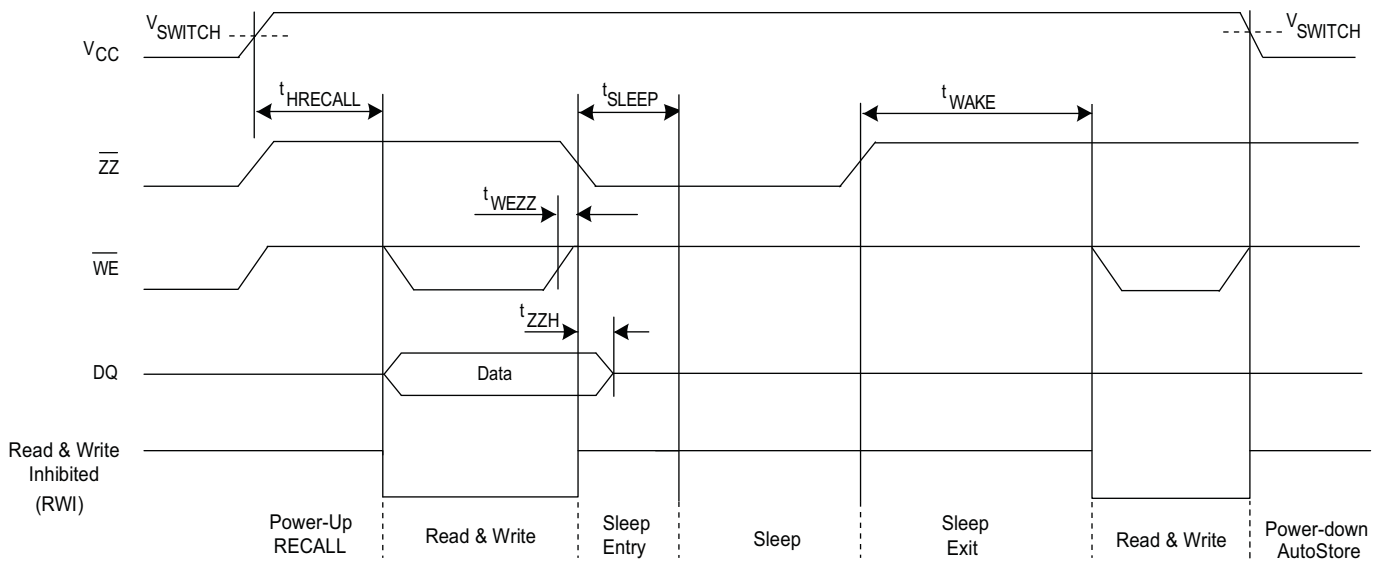 VSWITCH
VSWITCH
VCC
tHRECALL
tSLEEP
tWAKE
ZZ
tWEZZ
WE
tZZH
DQ
Data
Read & Write
Inhibited
(RWI)
Power-Up
RECALL
Read & Write
Sleep
Entry
Sleep
Sleep
Exit
Read & Write
Power-down
AutoStore